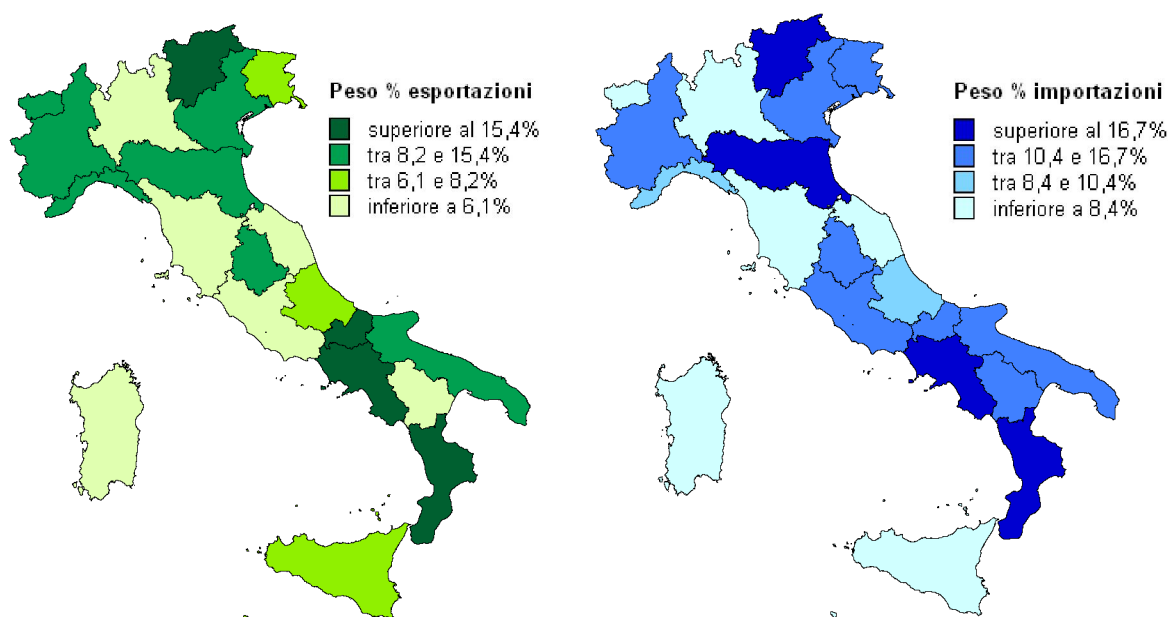 Peso % esportazioni
superiore al 15,4%
tra 8,2 e 15,4%
tra 6,1 e 8,2%
inferiore a 6,1%
Peso % importazioni
superiore al 16,7%
tra 10,4 e 16,7%
tra 8,4 e 10,4%
inferiore a 8,4%